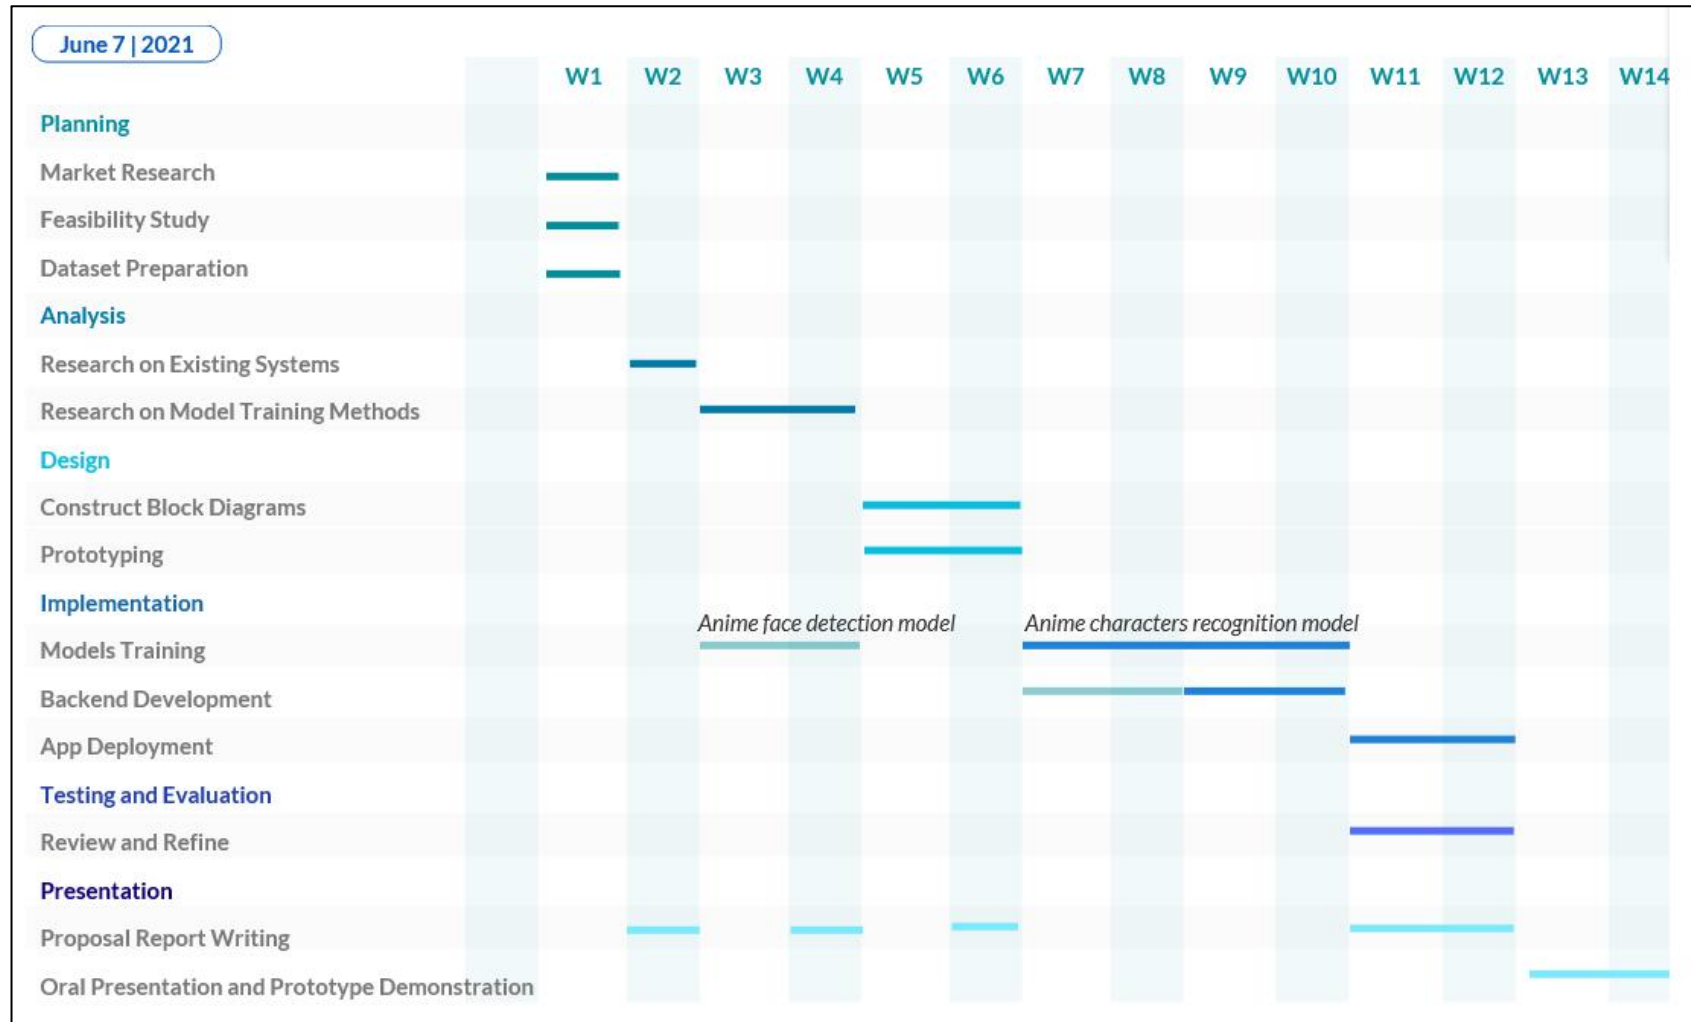 June 7 | 2021
W1 W2 W3 W4 W5 W6 W7 W8 W9 W10 W11 W12 W13 W14
Planning
Market Research
Feasibility Study
Dataset Preparation
Analysis
Research on Existing Systems
Research on Model Training Methods
Design
Construct Block Diagrams
Prototyping
Implementation
Anime face detection model Anime characters recognition model
Models Training
Backend Development
App Deployment
Testing and Evaluation
Review and Refine
Presentation
Proposal Report Writing
Oral Presentation and Prototype Demonstration